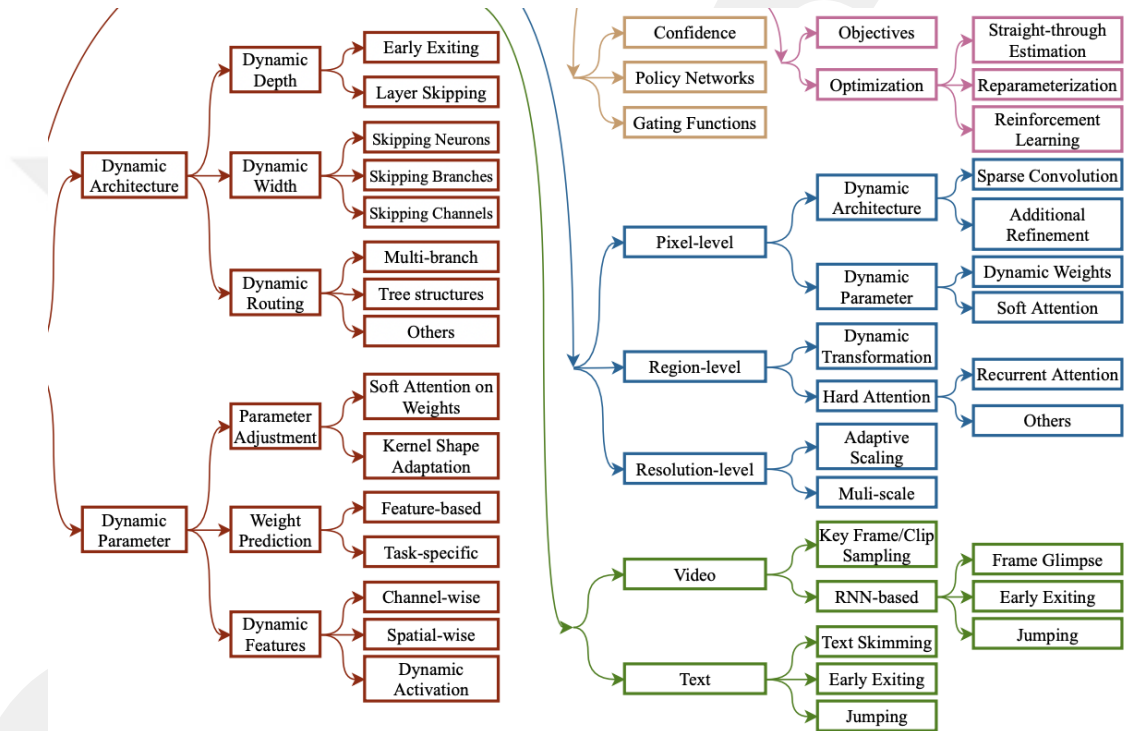 Dynamic
Depth
Early Exiting
Layer Skipping
Dynamic
Architecture
Dynamic
Width
Skipping Neurons
Skipping Branches
Skipping Channels
Dynamic
Routing
Multi-branch
Tree structures
Others
Dynamic
Parameter
Parameter
Adjustment
Soft Attention on
Weights
Kernel Shape
Adaptation
Weight
Prediction
Feature-based
Task-specific
Dynamic
Features
Channel-wise
Spatial-wise
Dynamic
Activation
Confidence
Policy Networks
Gating Functions
Objectives
Optimization
Straight-through
Estimation
Reparameterization
Reinforcement
Learning
Pixel-level
Dynamic
Architecture
Sparse Convolution
Additional
Refinement
Dynamic
Parameter
Dynamic Weights
Soft Attention
Region-level
Dynamic
Transformation
Hard Attention
Recurrent Attention
Others
Resolution-level
Adaptive
Scaling
Muli-scale
Video
Key Frame/Clip
Sampling
RNN-based
Frame Glimpse
Early Exiting
Jumping
Text
Text Skimming
Early Exiting
Jumping